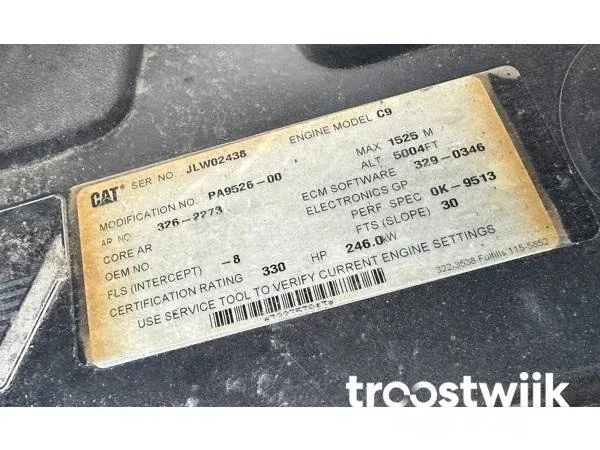 CAT SER NO. JLW02438 ENGINE MODEL C9
MODIFICATION NO. PA9526-00 MAX ALT. 1525 M 5004FT
AR NO. 326-2273 ECM SOFTWARE 329-0346
CORE AR ELECTRONICS GP
OEM NO. PERF SPEC 0K-9513
FLS (INTERCEPT) -8 FTS (SLOPE) 30
CERTIFICATION RATING 330 HP 246.0kW
USE SERVICE TOOL TO VERIFY CURRENT ENGINE SETTINGS
322-3538 Fulfills 115-5852
troostwijk